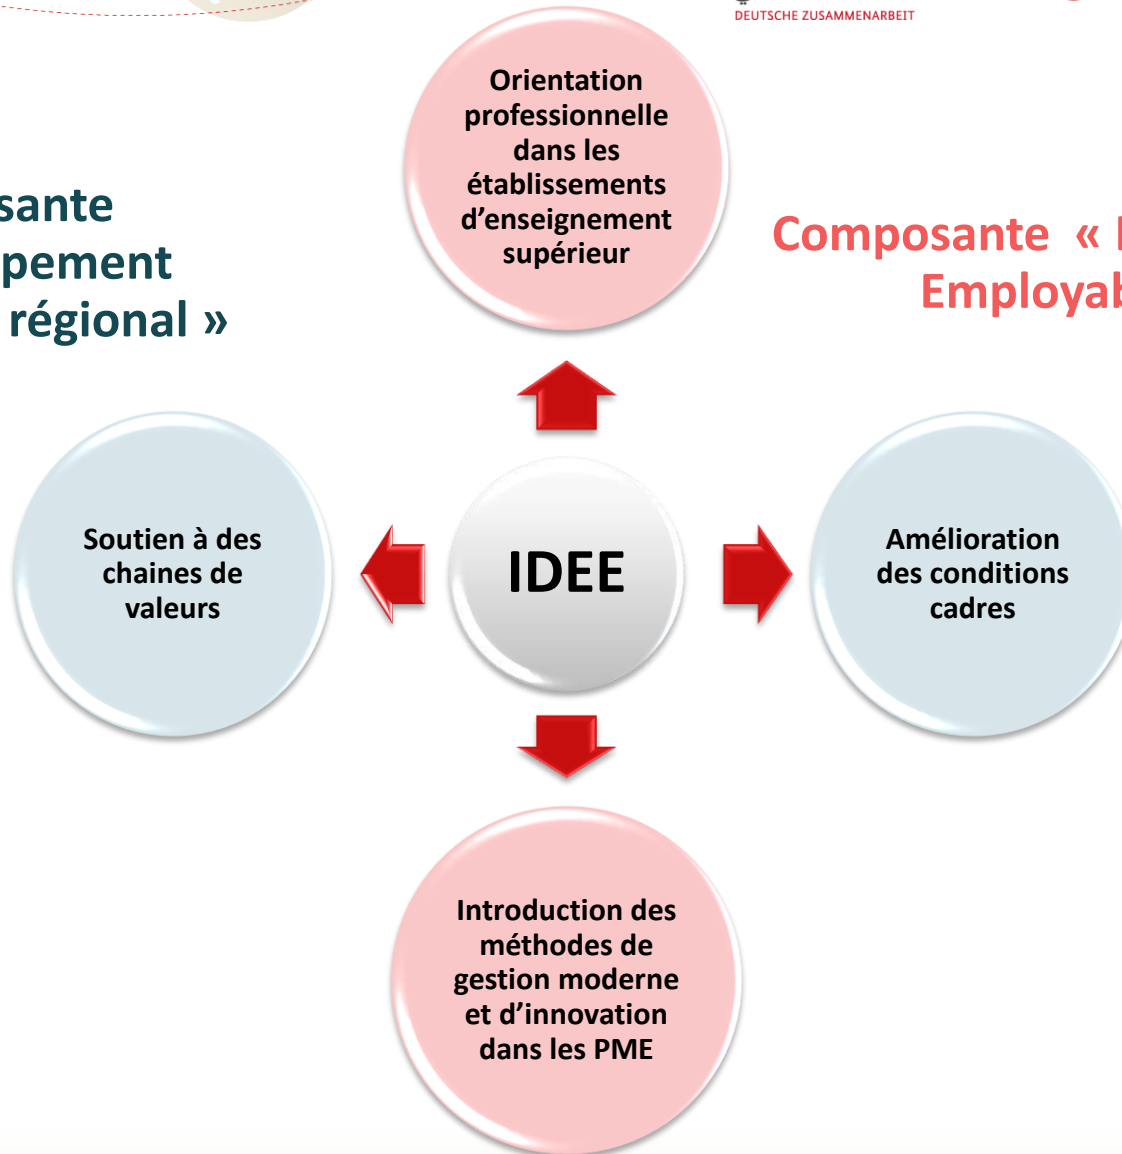 DEUTSCHE ZUSAMMENARBEIT
Orientation
professionnelle
dans les
établissements
d’enseignement
supérieur
sante
pement
régional »
Composante « 
Employab
Soutien à des
chaines de
valeurs
IDEE
Amélioration
des conditions
cadres
Introduction des
méthodes de
gestion moderne
et d’innovation
dans les PME